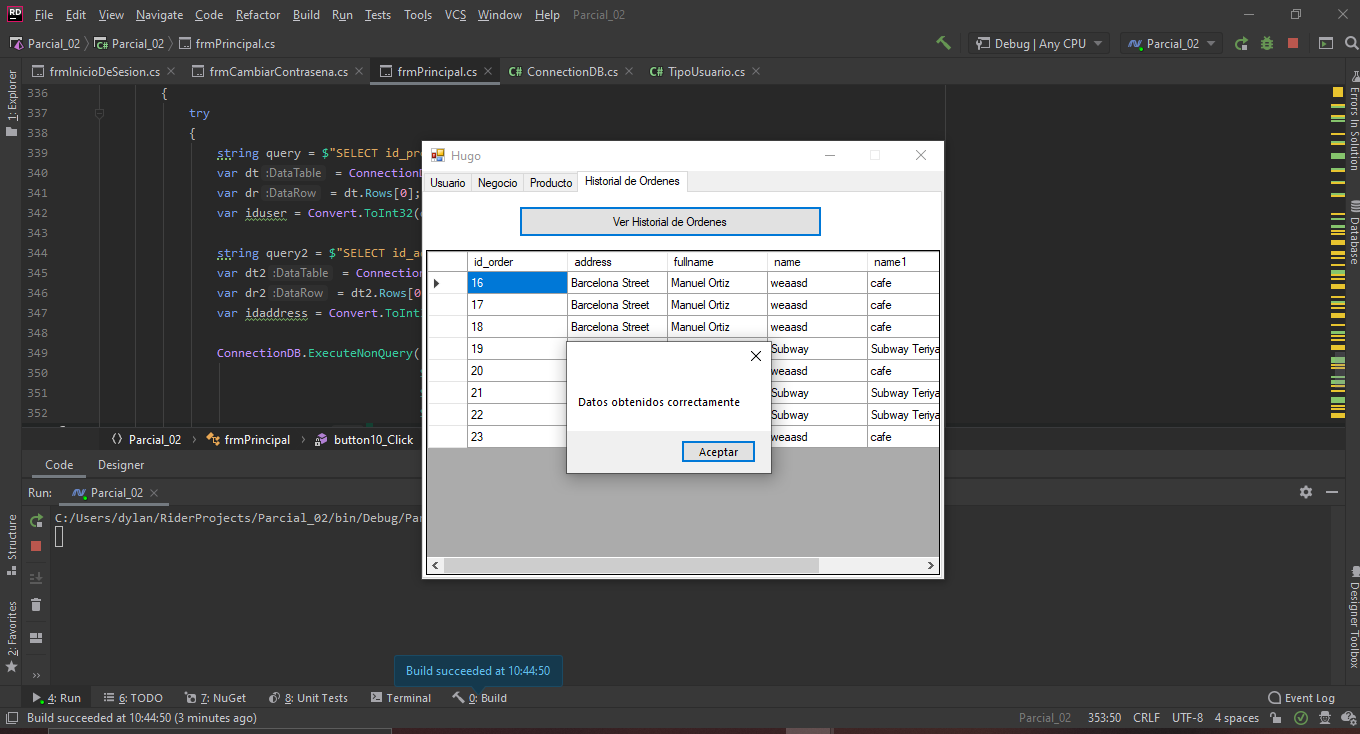 RD File Edit View Navigate Code Refactor Build Run Tests Tools VCS Window Help Parcial_02
Parcial_02 Parcial_02 frmPrincipal.cs Debug | Any CPU Parcial_02
frmInicioDeSesion.cs frmCambiarContrasena.cs frmPrincipal.cs C# ConnectionDB.cs C# TipoUsuario.cs
1: Explorer
Errors In Solution
Database
336 {
337 try
338 {
339 string query = $"SELECT id_pr
340 var dt :DataTable = Connection
341 var dr :DataRow = dt.Rows[0];
342 var iduser = Convert.ToInt32(
343
344 string query2 = $"SELECT id_a
345 var dt2 :DataTable = Connection
346 var dr2 :DataRow = dt2.Rows[0
347 var idaddress = Convert.ToInt
348
349 ConnectionDB.ExecuteNonQuery(
350
351
352
Hugo
Usuario Negocio Producto Historial de Ordenes
Ver Historial de Ordenes
id_order address fullname name name1
16 Barcelona Street Manuel Ortiz weaasd cafe
17 Barcelona Street Manuel Ortiz weaasd cafe
18 Barcelona Street Manuel Ortiz weaasd cafe
19 Subway Subway Teriya
20 weaasd cafe
21 Subway Subway Teriya
22 Subway Subway Teriya
23 weaasd cafe
Datos obtenidos correctamente
Aceptar
Parcial_02 frmPrincipal button10_Click
Code Designer
Run: Parcial_02
C:/Users/dylan/RiderProjects/Parcial_02/bin/Debug/Pa
Structure
2: Favorites
Designer Toolbox
Build succeeded at 10:44:50
4: Run 6: TODO 7: NuGet 8: Unit Tests Terminal 0: Build Event Log
Build succeeded at 10:44:50 (3 minutes ago) Parcial_02 353:50 CRLF UTF-8 4 spaces